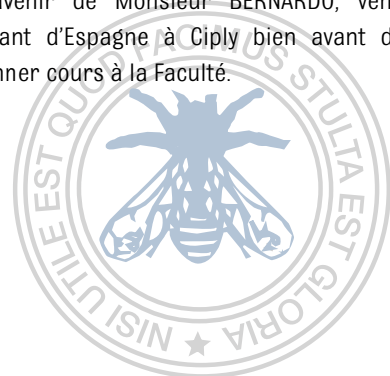 venir de Monsieur BERNARDO, ven
ant d'Espagne à Ciply bien avant d
nner cours à la Faculté.
NISI UTILE EST QUOD FACIMUS STULTA EST GLORIA